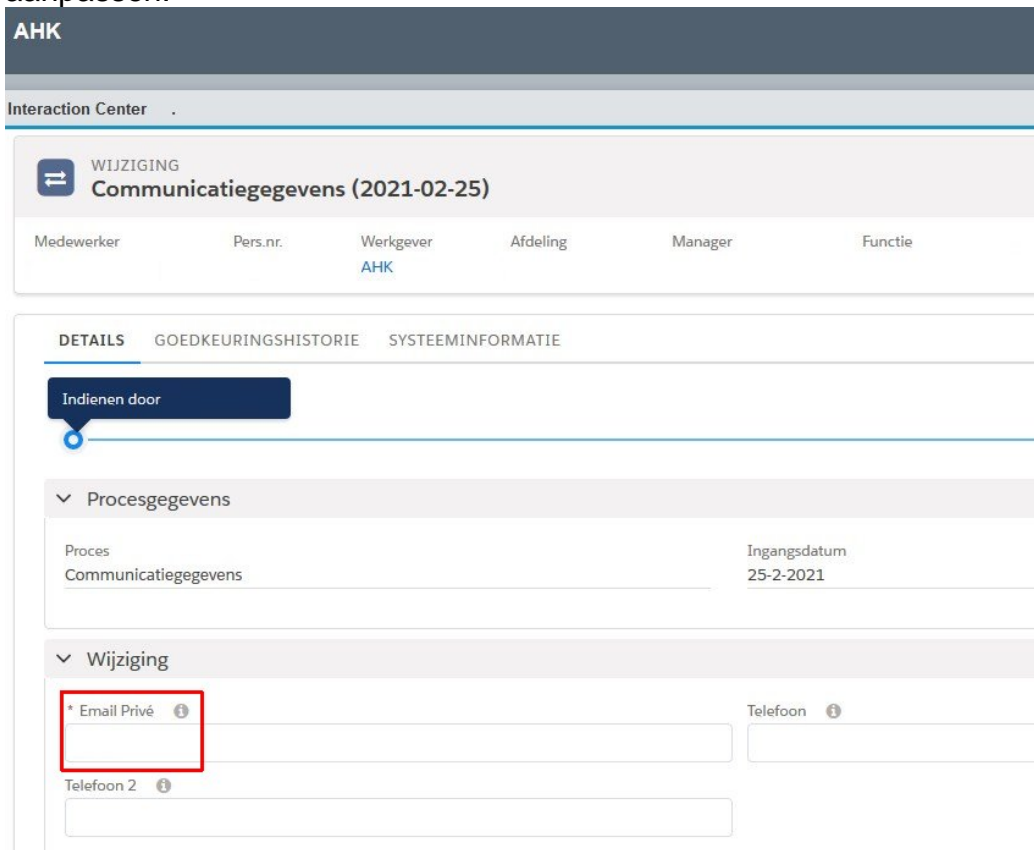 aanpassen.
AHK
Interaction Center .
WIJZIGING
Communicatiegegevens (2021-02-25)
Medewerker Pers.nr. Werkgever Afdeling Manager Functie
AHK
DETAILS GOEDKEURINGSHISTORIE SYSTEEMINFORMATIE
Indienen door
Procesgegevens
Proces Ingangsdatum
Communicatiegegevens 25-2-2021
Wijziging
* Email Privé Telefoon
Telefoon 2